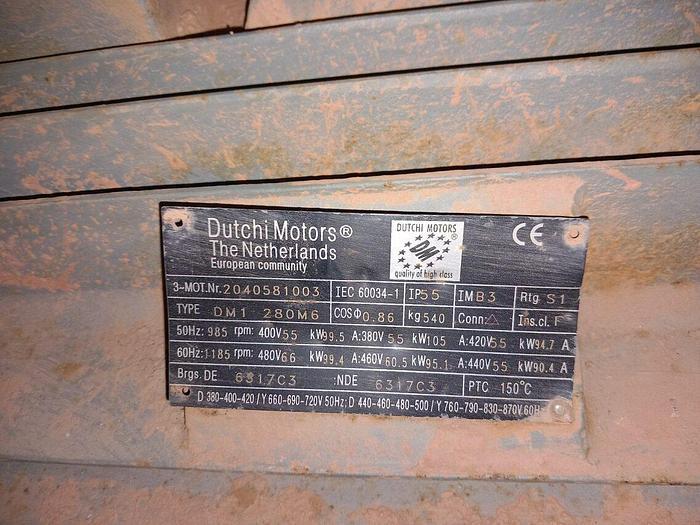 Dutchi Motors®
The Netherlands
European community
DUTCHI MOTORS ®
DM
quality of high class
CE
3~MOT.Nr. 2040581003 IEC 60034-1 IP55 IM B3 Rtg. S1
TYPE DM1 280M6 COSΦ 0.86 kg 540 Conn: △ Ins.cl. F
50Hz: 985 rpm: 400V 55 kW 99.5 A: 380V 55 kW 105 A: 420V 55 kW 94.7 A
60Hz: 1185 rpm: 480V 66 kW 99.4 A: 460V 60.5 kW 95.1 A: 440V 55 kW 90.4 A
Brgs. DE 6317C3 :NDE 6317C3 PTC 150°C
D 380-400-420 / Y 660-690-720V 50Hz; D 440-460-480-500 / Y 760-790-830-870V 60Hz